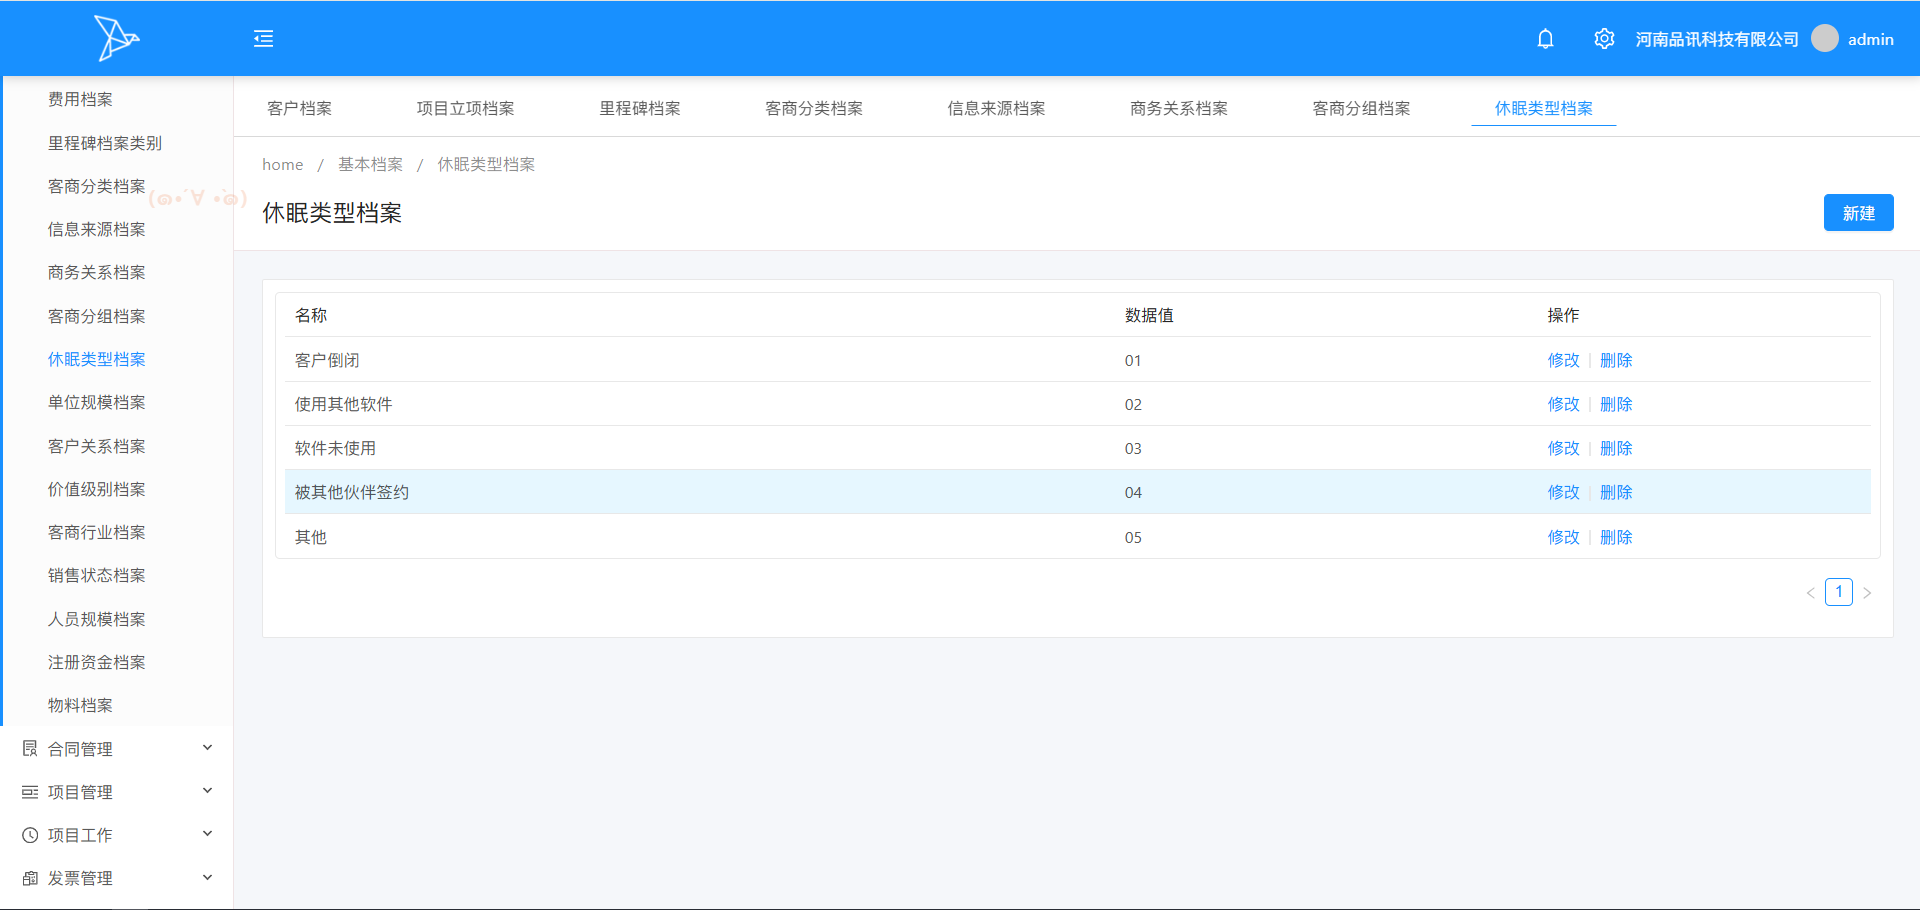 河南品讯科技有限公司 admin
费用档案
里程碑档案类别
客商分类档案
(๑•´∀•๑)
信息来源档案
商务关系档案
客商分组档案
休眠类型档案
单位规模档案
客户关系档案
价值级别档案
客商行业档案
销售状态档案
人员规模档案
注册资金档案
物料档案
合同管理
项目管理
项目工作
发票管理
客户档案 项目立项档案 里程碑档案 客商分类档案 信息来源档案 商务关系档案 客商分组档案 休眠类型档案
home / 基本档案 / 休眠类型档案
休眠类型档案 新建
名称 数据值 操作
客户倒闭 01 修改 | 删除
使用其他软件 02 修改 | 删除
软件未使用 03 修改 | 删除
被其他伙伴签约 04 修改 | 删除
其他 05 修改 | 删除
< 1 >